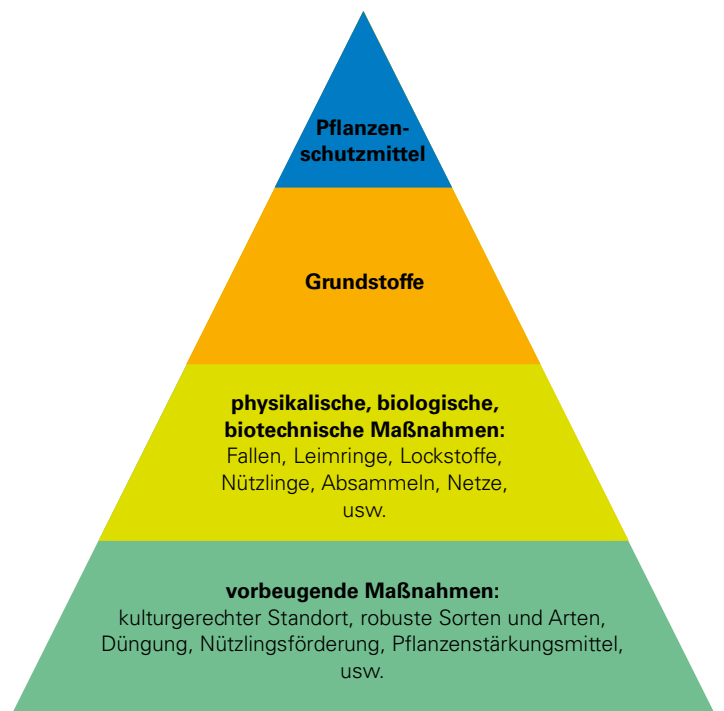 Pflanzen-
schutzmittel
Grundstoffe
physikalische, biologische,
biotechnische Maßnahmen:
Fallen, Leimringe, Lockstoffe,
Nützlinge, Absammeln, Netze,
usw.
vorbeugende Maßnahmen:
kulturgerechter Standort, robuste Sorten und Arten,
Düngung, Nützlingsförderung, Pflanzenstärkungsmittel,
usw.